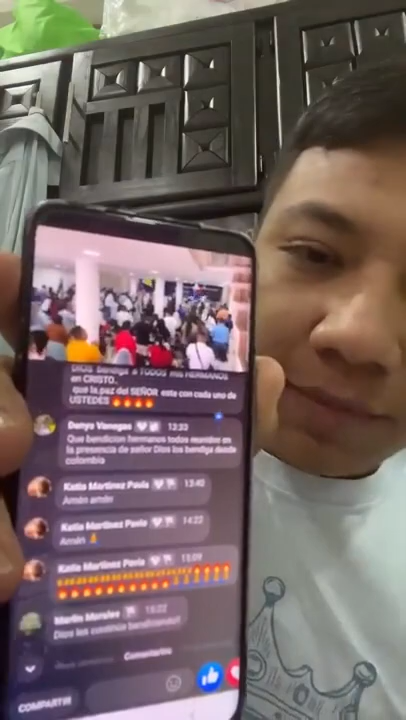 DIOS bendiga a TODOS mis HERMANOS
en CRISTO..
que la paz del SEÑOR este con cada uno de
USTEDES 🔥🔥🔥🔥
Denys Vanegas 12:33
Que bendicion hermanos todos reunidos en
la presencia de señor Dios los bendiga desde
colombia
Katia Martinez Pavia 13:40
Amén amén
Katia Martinez Pavia 14:22
Amén 🙏
Katia Martinez Pavia 15:09
Marlin Morales 15:22
Dios les continúe bendiciendo!!
Comentarios
COMPARTIR